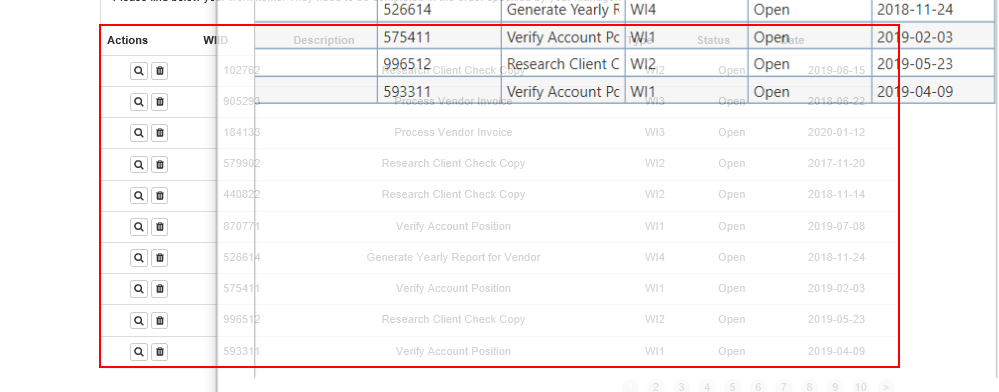 526614 Generate Yearly R WI4 Open 2018-11-24
575411 Verify Account Pc WI1 Open 2019-02-03
996512 Research Client C WI2 Open 2019-05-23
593311 Verify Account Pc WI1 Open 2019-04-09
Actions WIID Description Type Status Date
102762 Research Client Check Copy WI2 Open 2019-06-15
905293 Process Vendor Invoice WI3 Open 2018-06-22
184133 Process Vendor Invoice WI3 Open 2020-01-12
579902 Research Client Check Copy WI2 Open 2017-11-20
440822 Research Client Check Copy WI2 Open 2018-11-14
870771 Verify Account Position WI1 Open 2019-07-08
526614 Generate Yearly Report for Vendor WI4 Open 2018-11-24
575411 Verify Account Position WI1 Open 2019-02-03
996512 Research Client Check Copy WI2 Open 2019-05-23
593311 Verify Account Position WI1 Open 2019-04-09
1 2 3 4 5 6 7 8 9 10 >